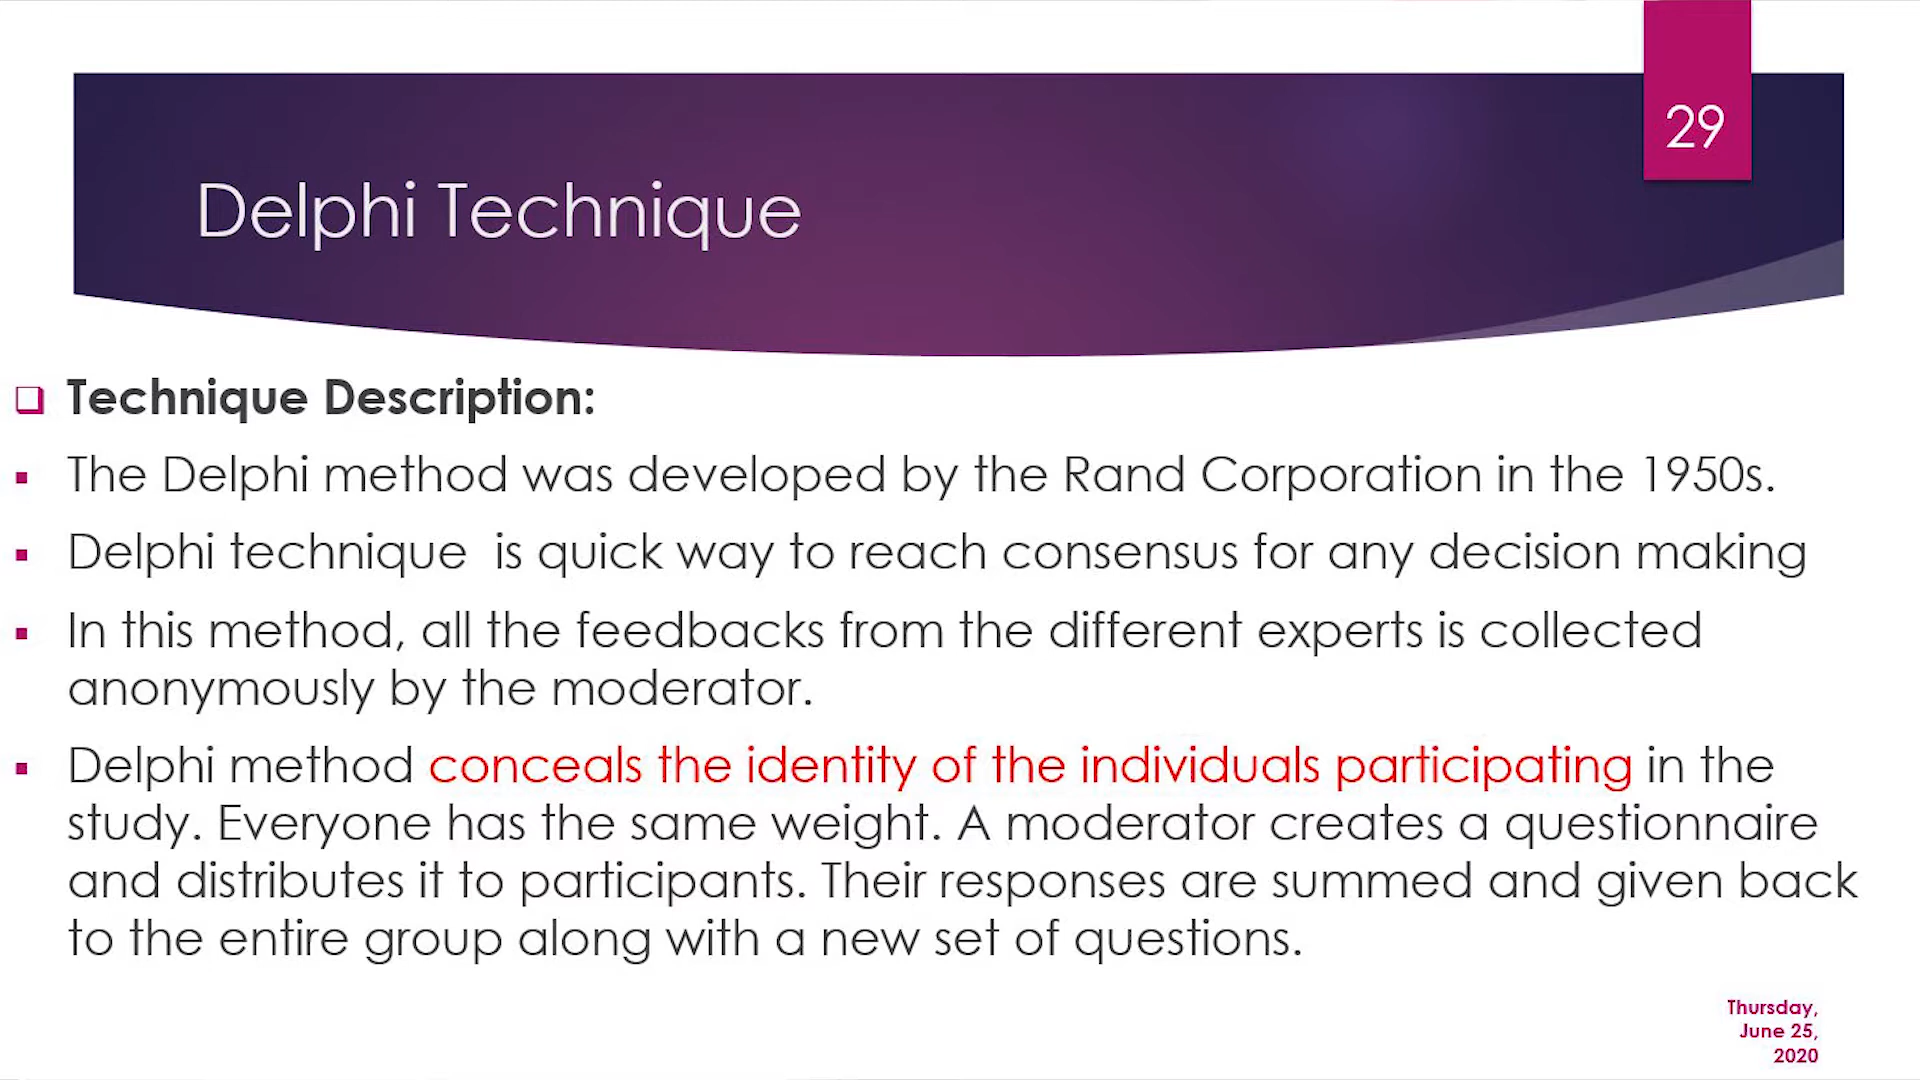 29
Delphi Technique
Technique Description:
The Delphi method was developed by the Rand Corporation in the 1950s.
Delphi technique is quick way to reach consensus for any decision making
In this method, all the feedbacks from the different experts is collected
anonymously by the moderator.
Delphi method conceals the identity of the individuals participating in the
study. Everyone has the same weight. A moderator creates a questionnaire
and distributes it to participants. Their responses are summed and given back
to the entire group along with a new set of questions.
Thursday,
June 25,
2020